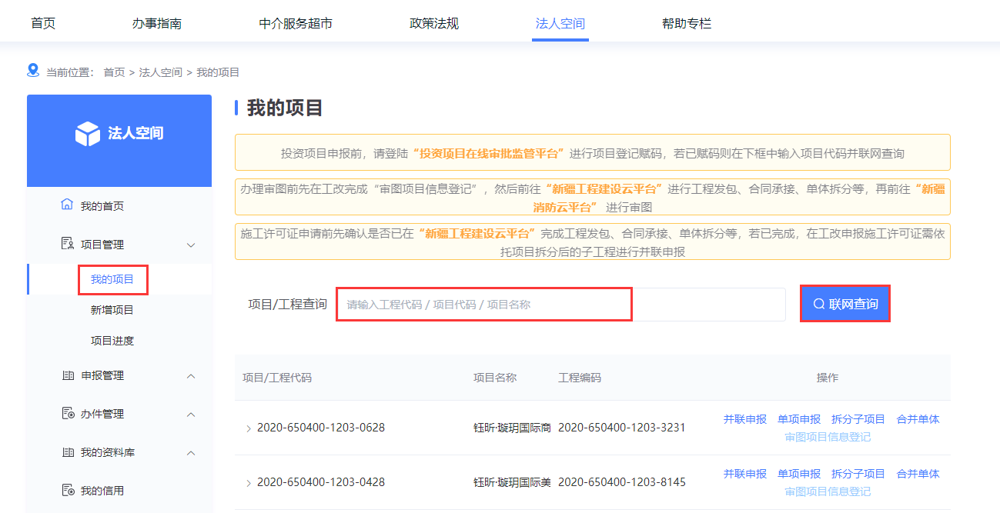 首页 办事指南 中介服务超市 政策法规 法人空间 帮助专栏
当前位置： 首页 > 法人空间 > 我的项目
法人空间
我的首页
项目管理
我的项目
新增项目
项目进度
申报管理
办件管理
我的资料库
我的信用
我的项目
投资项目申报前，请登陆“投资项目在线审批监管平台”进行项目登记赋码，若已赋码则在下框中输入项目代码并联网查询
办理审图前先在工改完成“审图项目信息登记”，然后前往“新疆工程建设云平台”进行工程发包、合同承接、单体拆分等，再前往“新疆
消防云平台” 进行审图
施工许可证申请前先确认是否已在“新疆工程建设云平台”完成工程发包、合同承接、单体拆分等，若已完成，在工改申报施工许可证需依
托项目拆分后的子工程进行并联申报
项目/工程查询 请输入工程代码 / 项目代码 / 项目名称 联网查询
项目/工程代码 项目名称 工程编码 操作
2020-650400-1203-0628 钰昕·璇玥国际商 2020-650400-1203-3231 并联申报 单项申报 拆分子项目 合并单体
审图项目信息登记
2020-650400-1203-0428 钰昕·璇玥国际美 2020-650400-1203-8145 并联申报 单项申报 拆分子项目 合并单体
审图项目信息登记